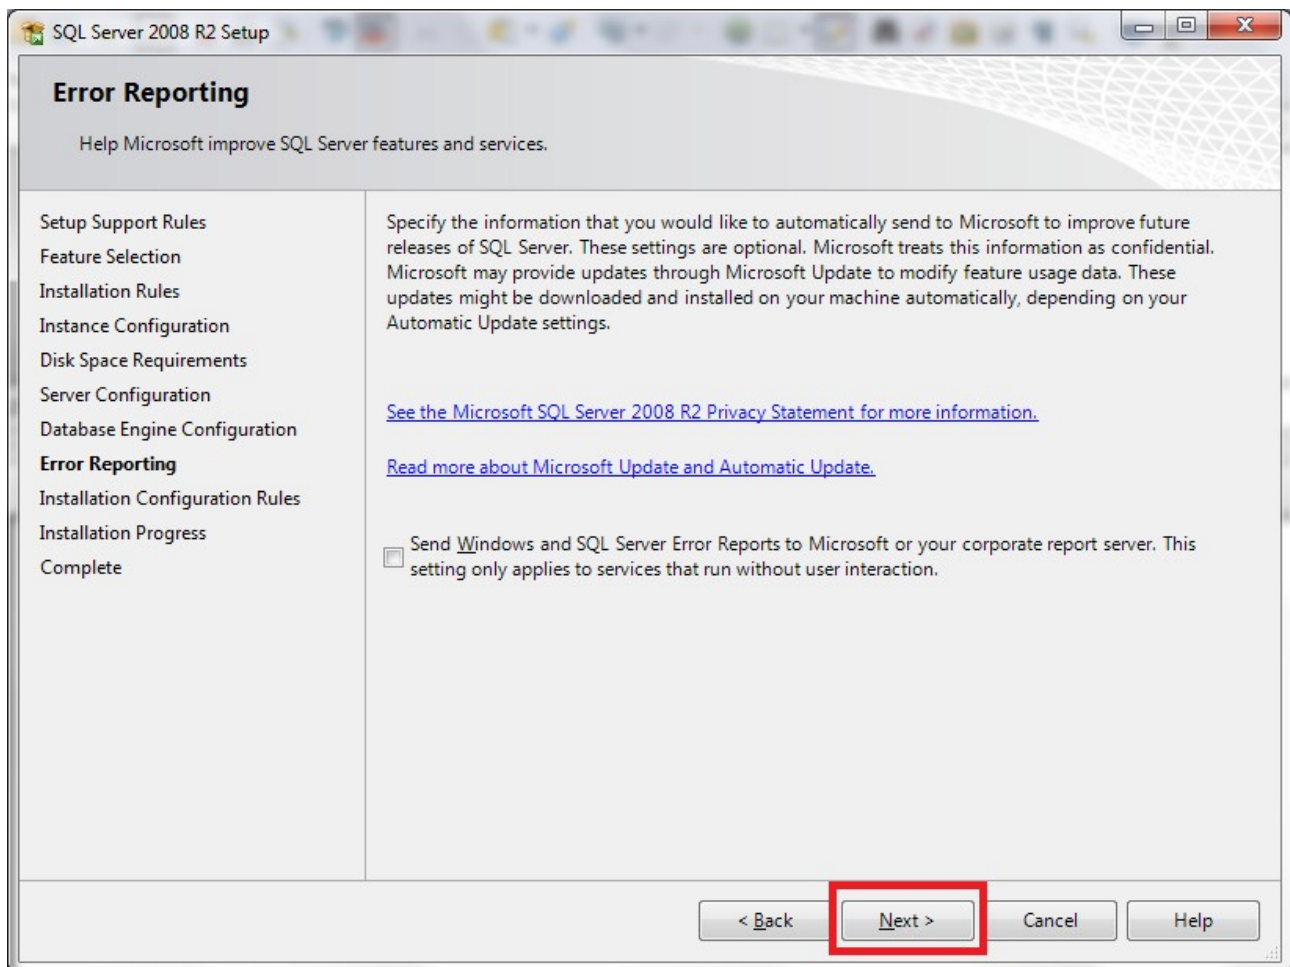 SQL Server 2008 R2 Setup
Error Reporting
Help Microsoft improve SQL Server features and services.
Setup Support Rules
Feature Selection
Installation Rules
Instance Configuration
Disk Space Requirements
Server Configuration
Database Engine Configuration
Error Reporting
Installation Configuration Rules
Installation Progress
Complete
Specify the information that you would like to automatically send to Microsoft to improve future
releases of SQL Server. These settings are optional. Microsoft treats this information as confidential.
Microsoft may provide updates through Microsoft Update to modify feature usage data. These
updates might be downloaded and installed on your machine automatically, depending on your
Automatic Update settings.
See the Microsoft SQL Server 2008 R2 Privacy Statement for more information.
Read more about Microsoft Update and Automatic Update.
Send Windows and SQL Server Error Reports to Microsoft or your corporate report server. This
setting only applies to services that run without user interaction.
< Back
Next >
Cancel
Help